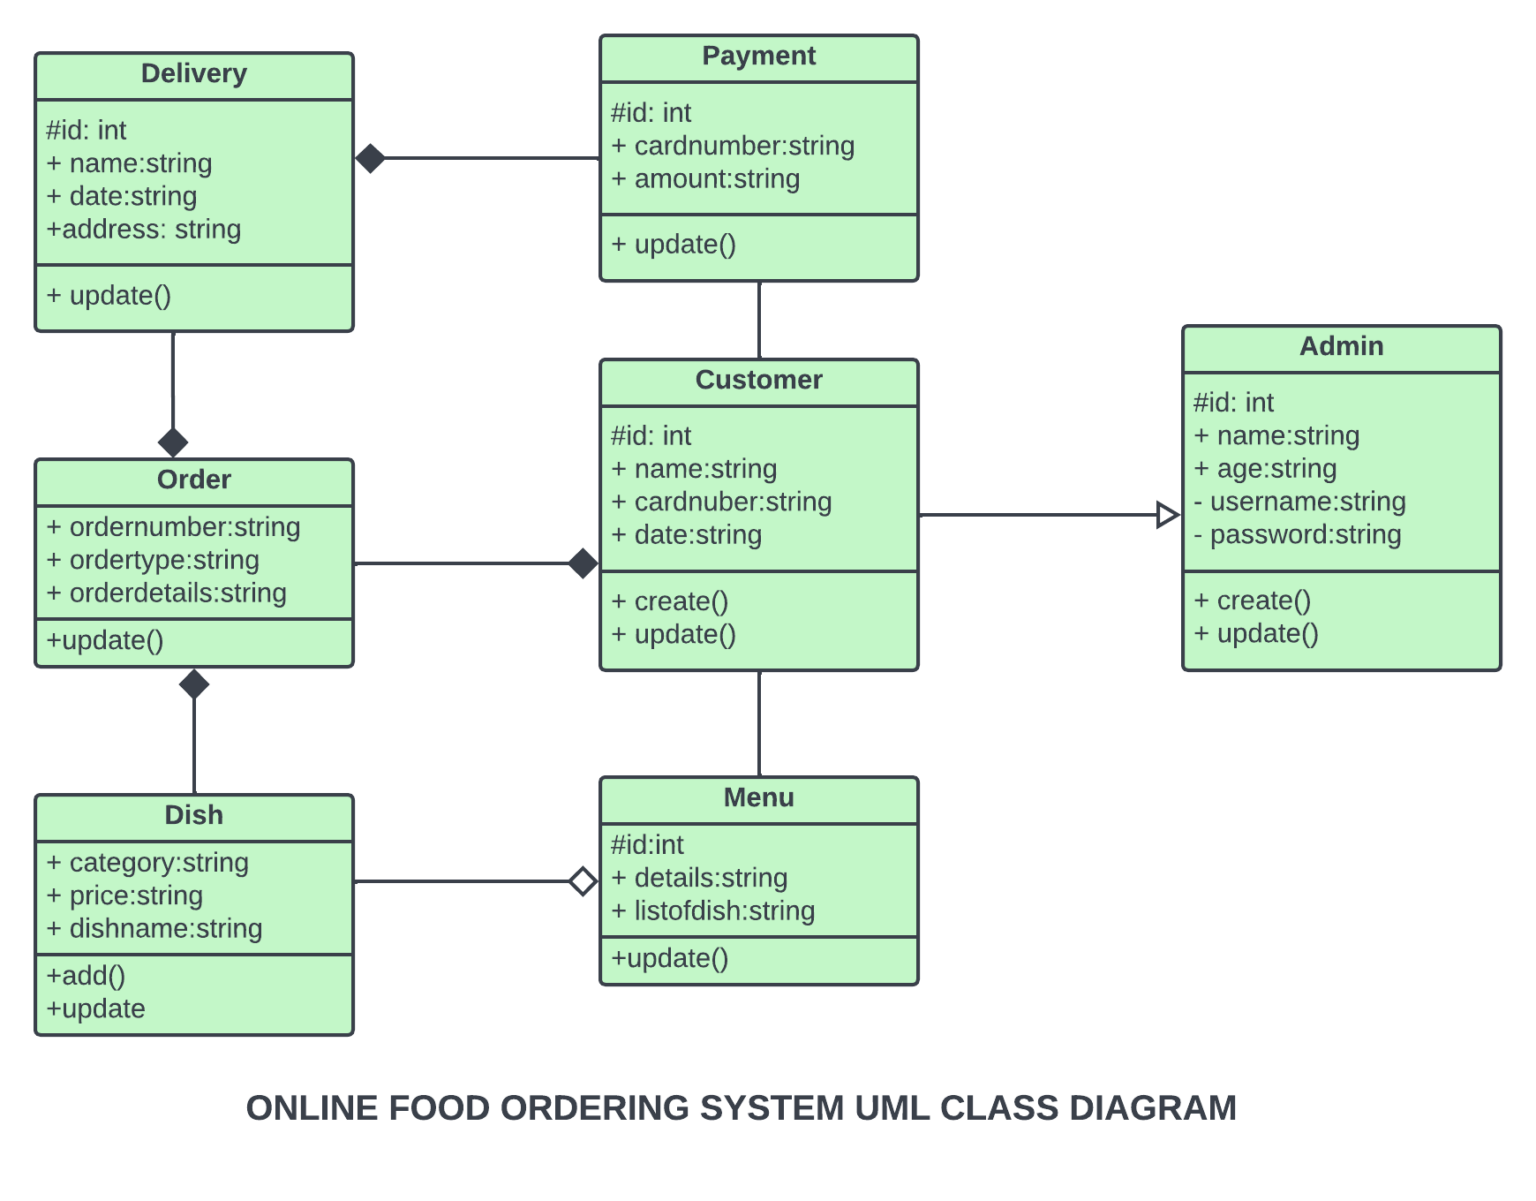 Delivery
#id: int
+ name:string
+ date:string
+address: string
+ update()
Payment
#id: int
+ cardnumber:string
+ amount:string
+ update()
Customer
#id: int
+ name:string
+ cardnuber:string
+ date:string
+ create()
+ update()
Admin
#id: int
+ name:string
+ age:string
- username:string
- password:string
+ create()
+ update()
Order
+ ordernumber:string
+ ordertype:string
+ orderdetails:string
+update()
Dish
+ category:string
+ price:string
+ dishname:string
+add()
+update
Menu
#id:int
+ details:string
+ listofdish:string
+update()
ONLINE FOOD ORDERING SYSTEM UML CLASS DIAGRAM